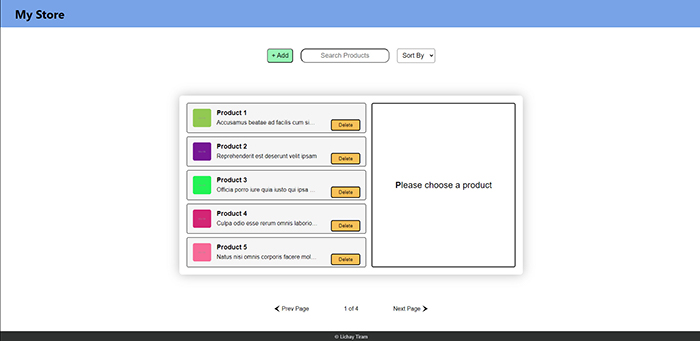 My Store
+ Add
Search Products
Sort By
Product 1
Accusamus beatae ad facilis cum si...
Delete
Product 2
Reprehenderit est deserunt velit ipsam
Delete
Product 3
Officia porro iure quia iusto qui ipsa ...
Delete
Product 4
Culpa odio esse rerum omnis laborio...
Delete
Product 5
Natus nisi omnis corporis facere mol...
Delete
Please choose a product
Prev Page
1 of 4
Next Page
© Lichay Tiram